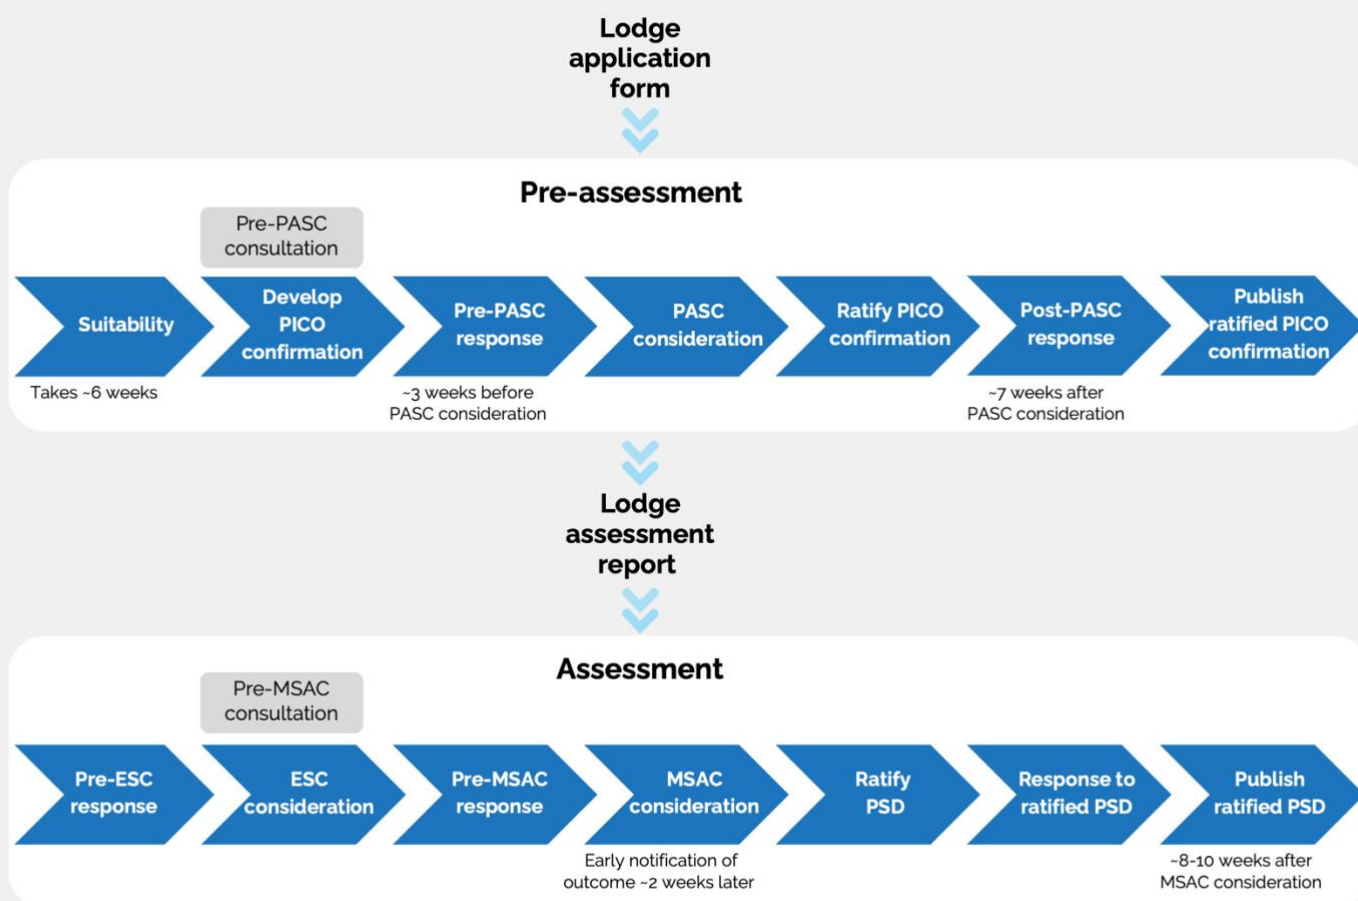 Lodge
application
form
Pre-assessment
Pre-PASC
consultation
Suitability
Develop
PICO
confirmation
Pre-PASC
response
PASC
consideration
Ratify PICO
confirmation
Post-PASC
response
Publish
ratified PICO
confirmation
Takes ~6 weeks
~3 weeks before
PASC consideration
~7 weeks after
PASC consideration
Lodge
assessment
report
Assessment
Pre-MSAC
consultation
Pre-ESC
response
ESC
consideration
Pre-MSAC
response
MSAC
consideration
Ratify
PSD
Response to
ratified PSD
Publish
ratified PSD
Early notification of
outcome ~2 weeks later
~8-10 weeks after
MSAC consideration